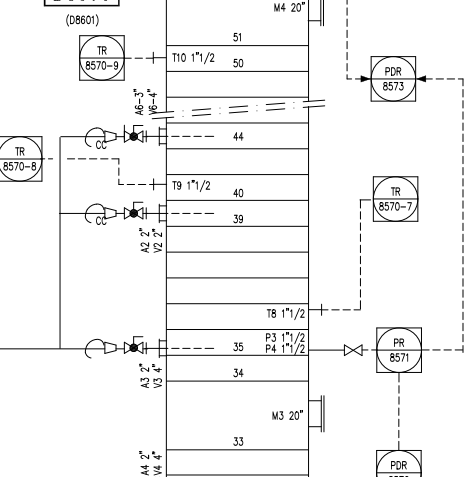 (D8601)
M4 20"
51
TR
8570-9
T10 1"1/2
50
PDR
8573
A6-3"
V6-4"
44
CC
TR
8570-8
T9 1"1/2
40
TR
8570-7
39
CC
A2 2"
V2 2"
T8 1"1/2
P3 1"1/2
35
P4 1"1/2
PR
8571
A3 2"
V3 4"
34
M3 20"
33
A4 2"
V4 4"
PDR